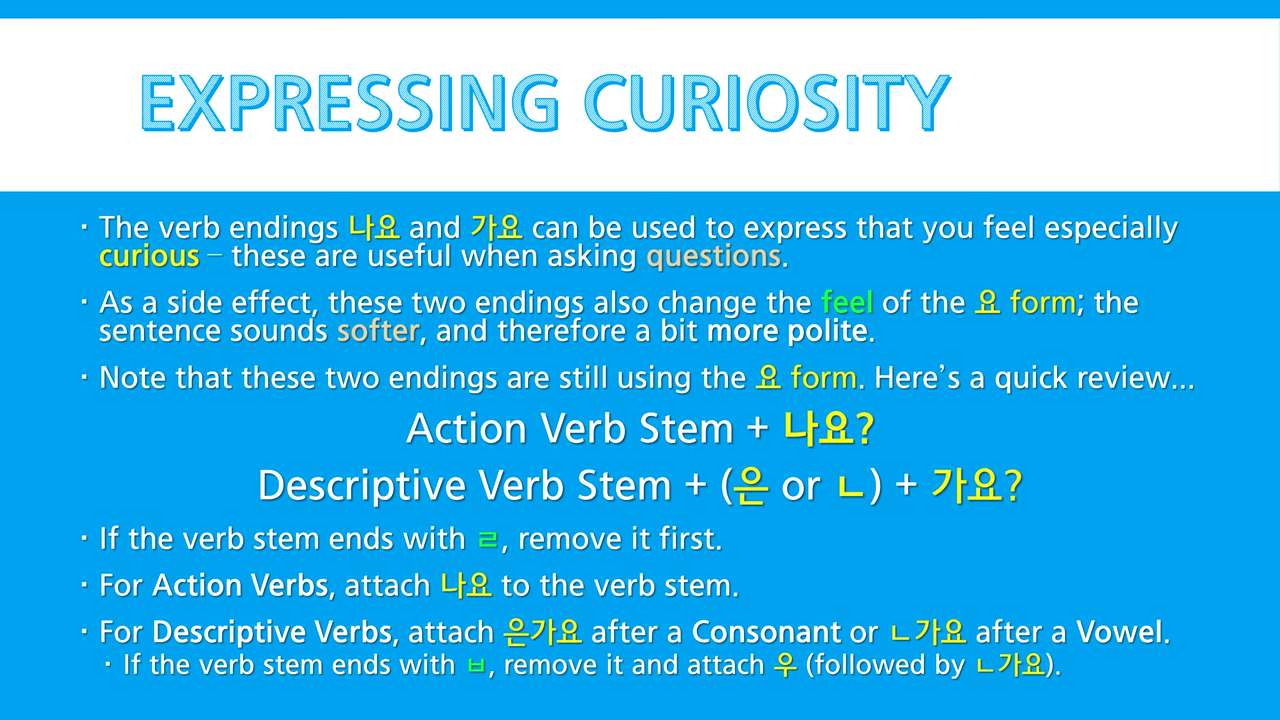 EXPRESSING CURIOSITY
· The verb endings 나요 and 가요 can be used to express that you feel especially
curious – these are useful when asking questions.
· As a side effect, these two endings also change the feel of the 요 form; the
sentence sounds softer, and therefore a bit more polite.
· Note that these two endings are still using the 요 form. Here’s a quick review...
Action Verb Stem + 나요?
Descriptive Verb Stem + (은 or ㄴ) + 가요?
· If the verb stem ends with ㄹ, remove it first.
· For Action Verbs, attach 나요 to the verb stem.
· For Descriptive Verbs, attach 은가요 after a Consonant or ㄴ가요 after a Vowel.
· If the verb stem ends with ㅂ, remove it and attach 우 (followed by ㄴ가요).